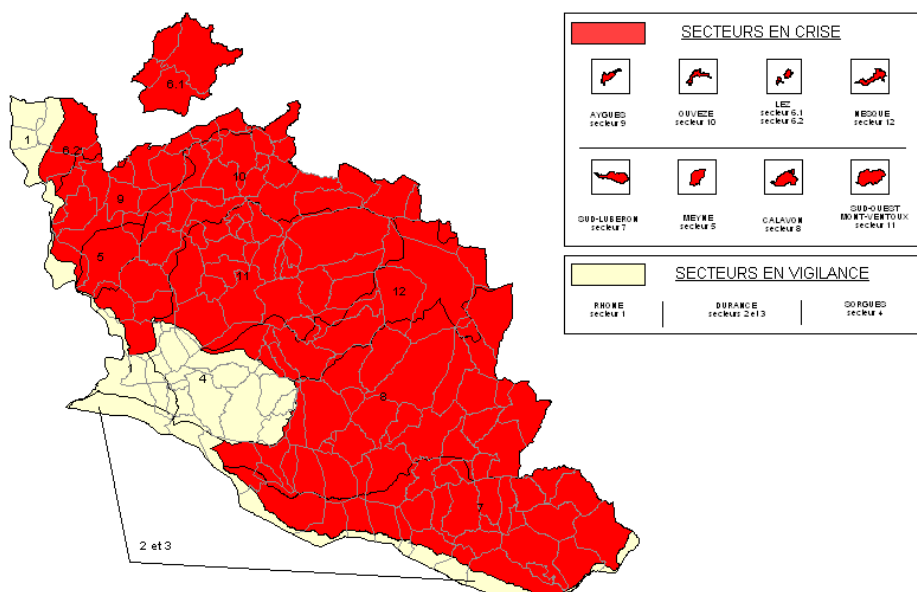 SECTEURS EN CRISE
AYGUES
secteur 9
OUVEZE
secteur 10
LEZ
secteur 6.1
secteur 6.2
NESQUE
secteur 12
SUD-LUBERON
secteur 7
MEYNE
secteur 5
CALAVON
secteur 8
SUD-OUEST
MONT-VENTOUX
secteur 11
SECTEURS EN VIGILANCE
RHONE
secteur 1
DURANCE
secteurs 2 et 3
SORGUES
secteur 4
6.1
1
6.2
10
9
5
11
12
1
4
8
7
2 et 3